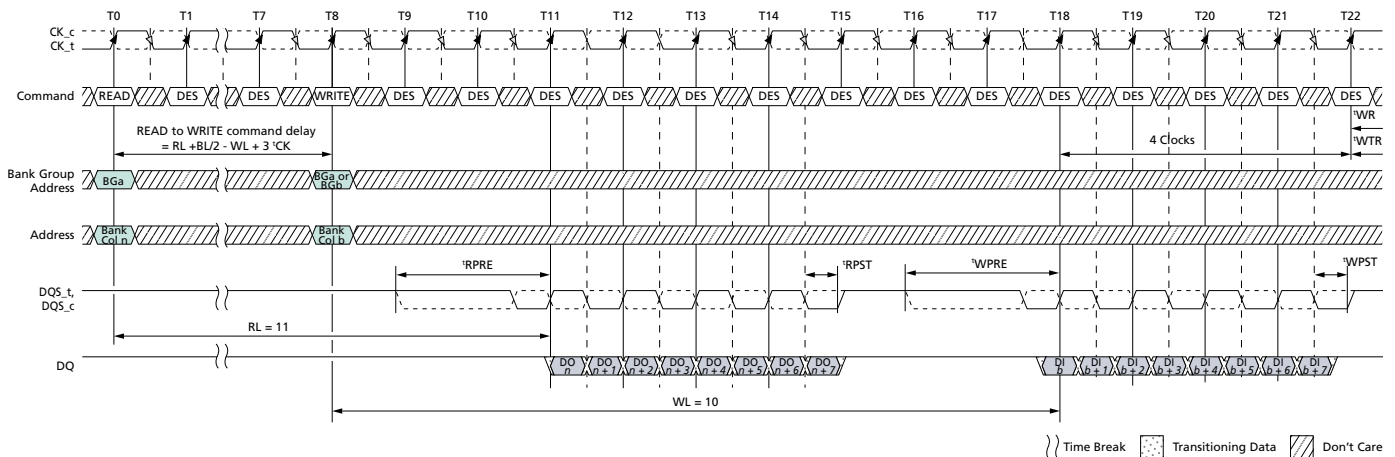 T0 T1 T7 T8 T9 T10 T11 T12 T13 T14 T15 T16 T17 T18 T19 T20 T21 T22
CK_c
CK_t
Command READ DES DES WRITE DES DES DES DES DES DES DES DES DES DES DES DES DES DES
tWR
READ to WRITE command delay
= RL +BL/2 - WL + 3 tCK
4 Clocks
tWTR
Bank Group
Address
BGa
BGa or
BGb
Address
Bank
Col n
Bank
Col b
tRPRE tRPST tWPRE tWPST
DQS_t,
DQS_c
RL = 11
DQ
DO
n
DO
n + 1
DO
n + 2
DO
n + 3
DO
n + 4
DO
n + 5
DO
n + 6
DO
n + 7
DI
b
DI
b + 1
DI
b + 2
DI
b + 3
DI
b + 4
DI
b + 5
DI
b + 6
DI
b + 7
WL = 10
Time Break Transitioning Data Don't Care